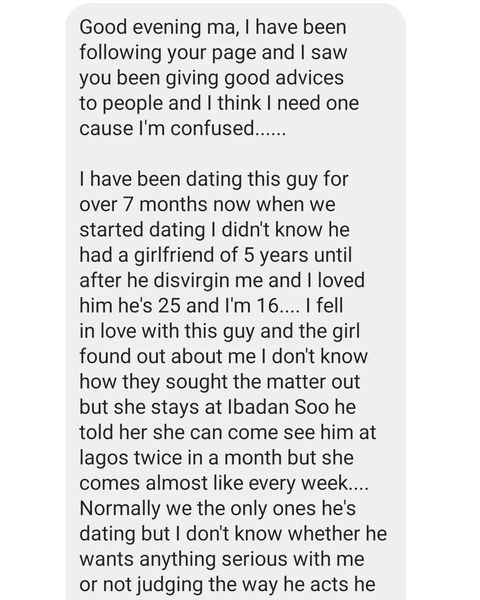 Good evening ma, I have been
following your page and I saw
you been giving good advices
to people and I think I need one
cause I'm confused......
I have been dating this guy for
over 7 months now when we
started dating I didn't know he
had a girlfriend of 5 years until
after he disvirgin me and I loved
him he's 25 and I'm 16.... I fell
in love with this guy and the girl
found out about me I don't know
how they sought the matter out
but she stays at Ibadan Soo he
told her she can come see him at
lagos twice in a month but she
comes almost like every week....
Normally we the only ones he's
dating but I don't know whether he
wants anything serious with me
or not judging the way he acts he